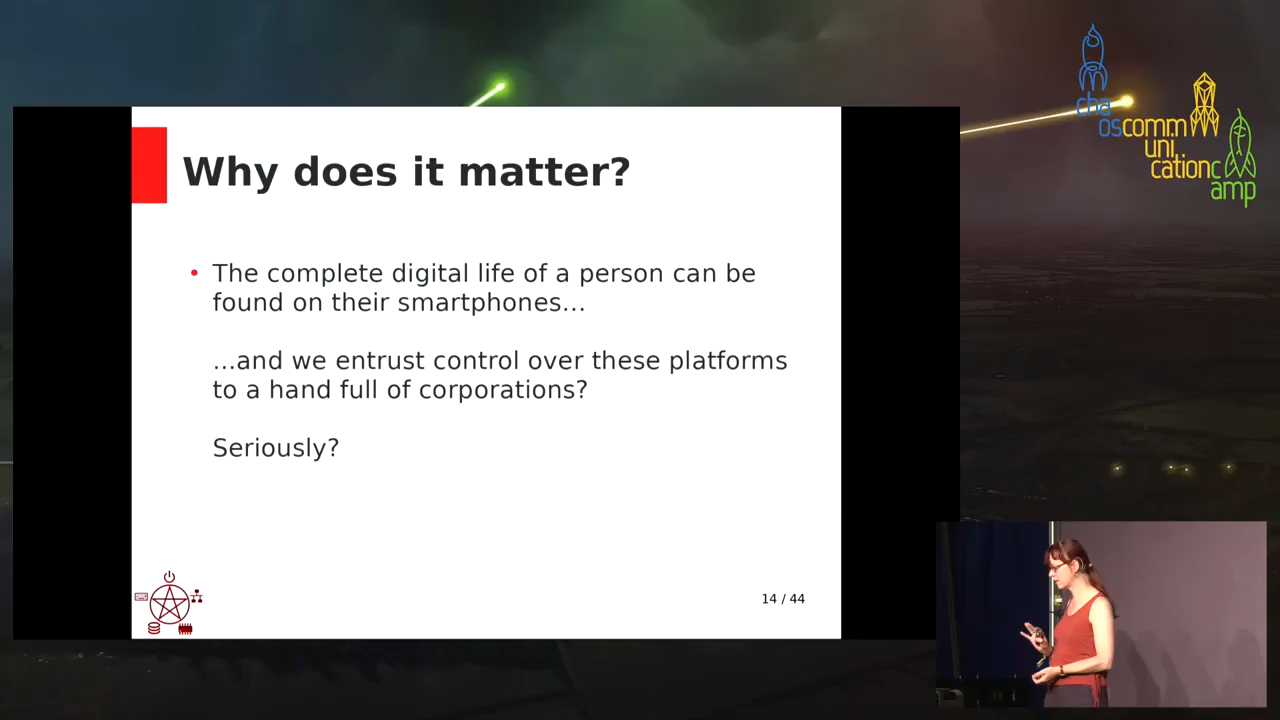 Why does it matter?
• The complete digital life of a person can be
found on their smartphones...
...and we entrust control over these platforms
to a hand full of corporations?
Seriously?
14 / 44
cha
oscomm
uni
cationc
amp